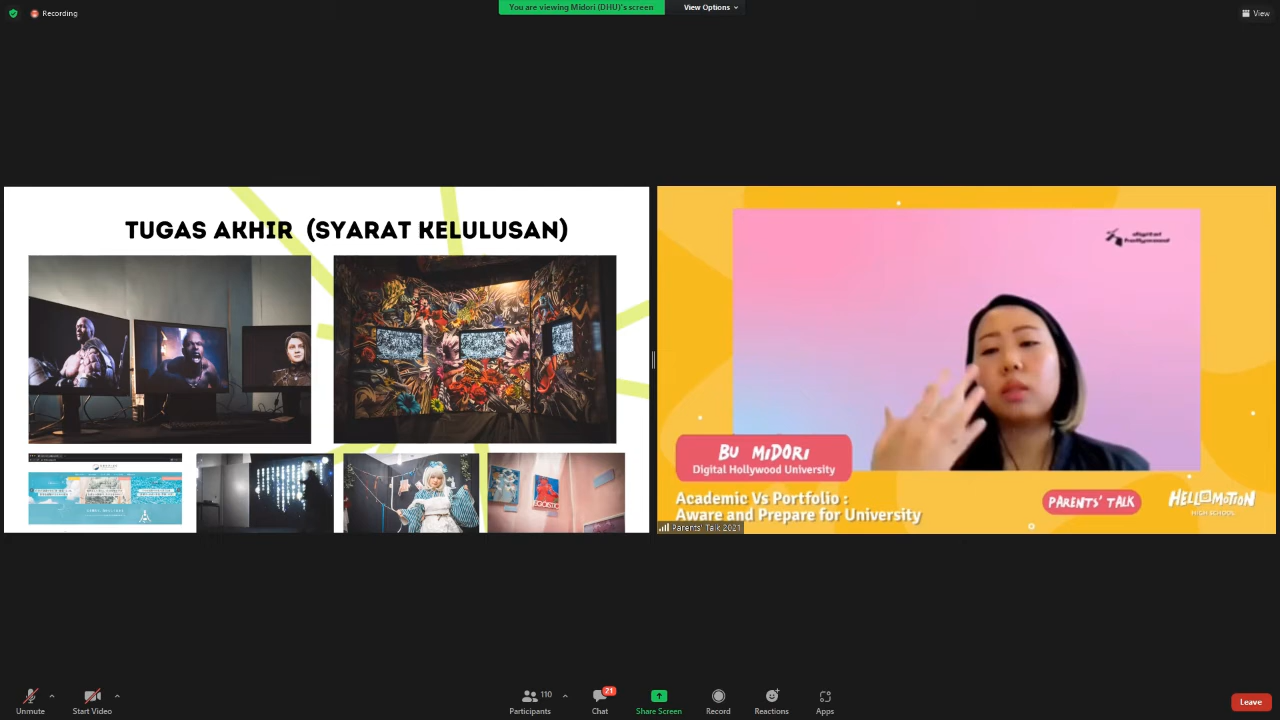 Recording
You are viewing Midori (DHU)'s screen
View Options
View
TUGAS AKHIR (SYARAT KELULUSAN)
digital
hollywood
BU MiDORi
Digital Hollywood University
Academic Vs Portfolio :
Aware and Prepare for University
PARENTS' TALK
HELLOMOTION
HIGH SCHOOL
Parents' Talk 2021
Unmute
Start Video
110
Participants
21
Chat
Share Screen
Record
Reactions
Apps
Leave